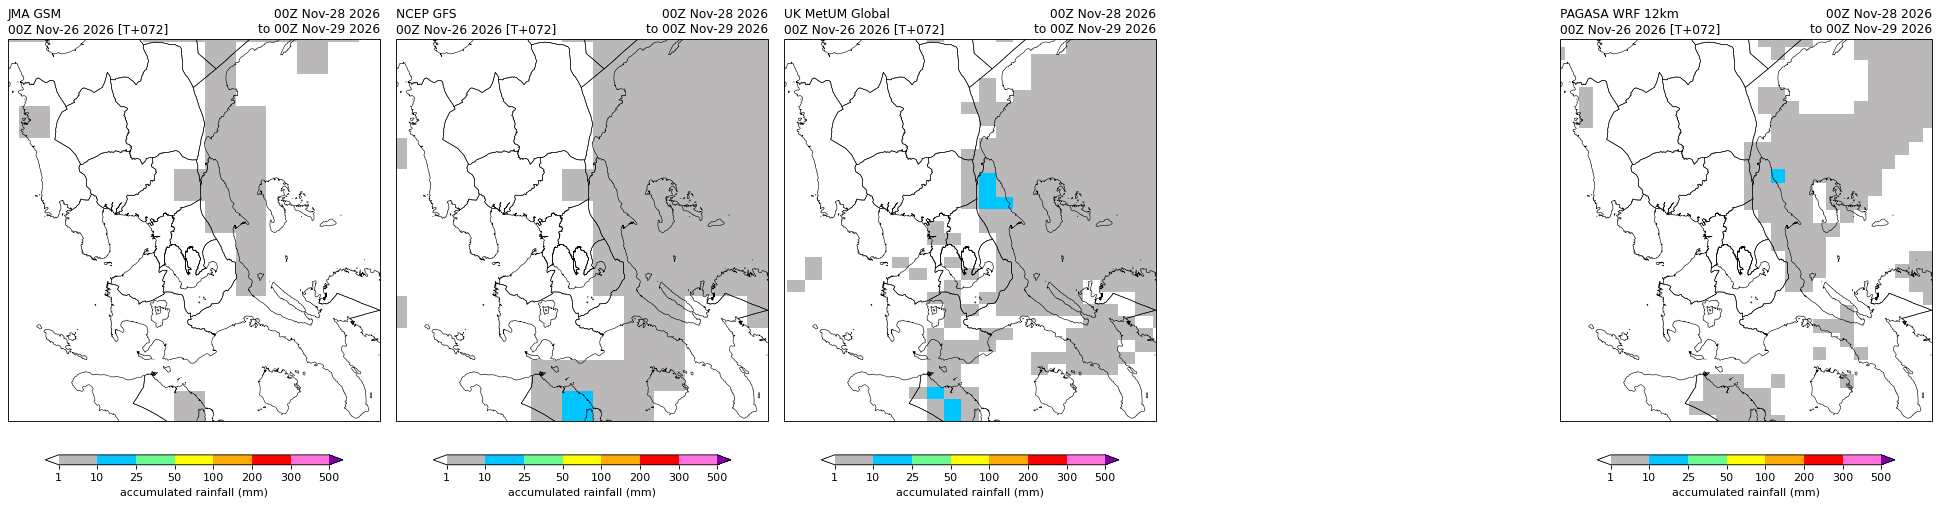 JMA GSM
00Z Nov-28 2026
00Z Nov-26 2026 [T+072]
to 00Z Nov-29 2026
1 10 25 50 100 200 300 500
accumulated rainfall (mm)
NCEP GFS
00Z Nov-28 2026
00Z Nov-26 2026 [T+072]
to 00Z Nov-29 2026
1 10 25 50 100 200 300 500
accumulated rainfall (mm)
UK MetUM Global
00Z Nov-28 2026
00Z Nov-26 2026 [T+072]
to 00Z Nov-29 2026
1 10 25 50 100 200 300 500
accumulated rainfall (mm)
PAGASA WRF 12km
00Z Nov-28 2026
00Z Nov-26 2026 [T+072]
to 00Z Nov-29 2026
1 10 25 50 100 200 300 500
accumulated rainfall (mm)